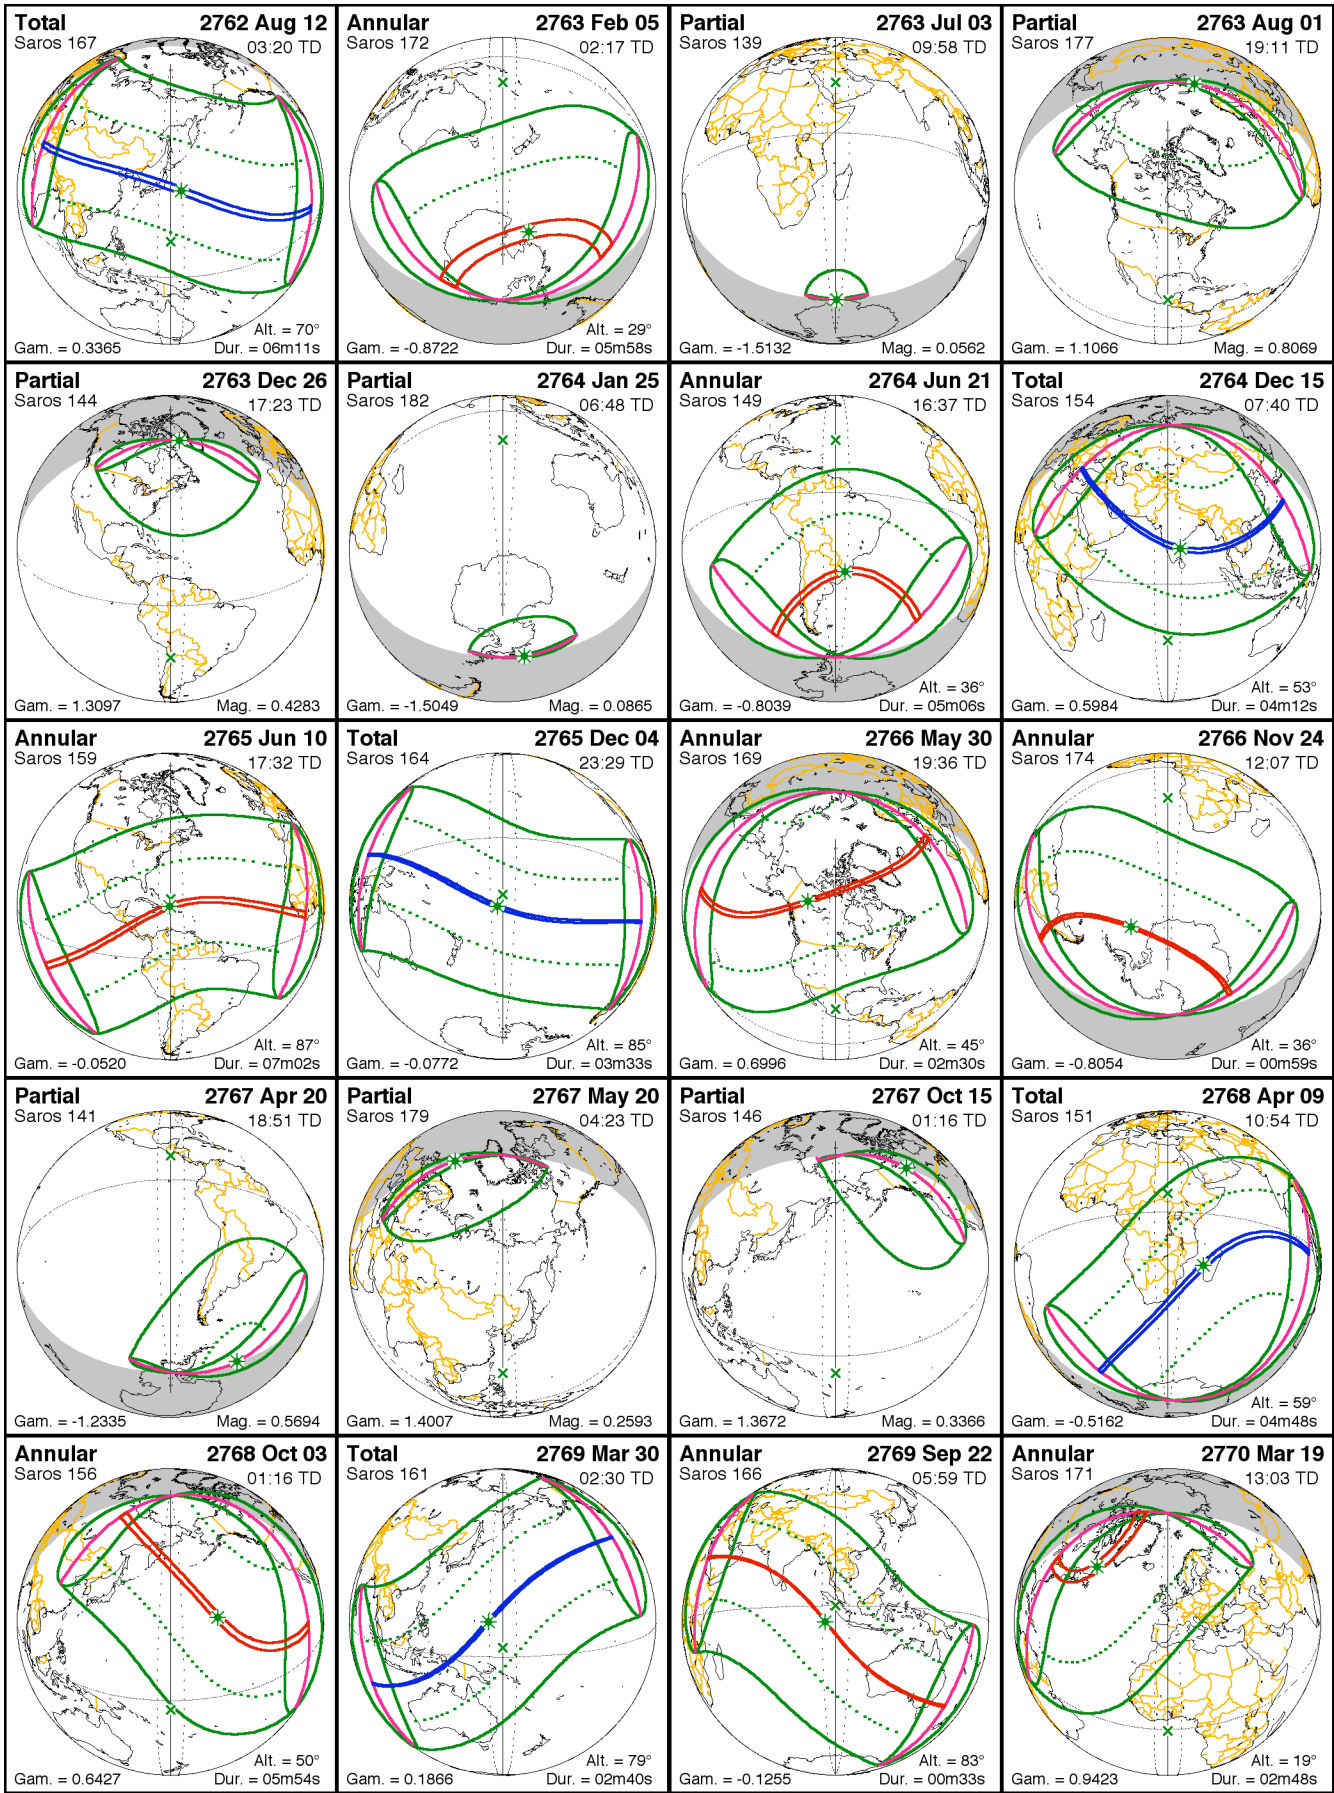 Total 2762 Aug 12
Saros 167 03:20 TD
Alt. = 70°
Gam. = 0.3365 Dur. = 06m11s
Annular 2763 Feb 05
Saros 172 02:17 TD
Alt. = 29°
Gam. = -0.8722 Dur. = 05m58s
Partial 2763 Jul 03
Saros 139 09:58 TD
Gam. = -1.5132 Mag. = 0.0562
Partial 2763 Aug 01
Saros 177 19:11 TD
Gam. = 1.1066 Mag. = 0.8069
Partial 2763 Dec 26
Saros 144 17:23 TD
Gam. = 1.3097 Mag. = 0.4283
Partial 2764 Jan 25
Saros 182 06:48 TD
Gam. = -1.5049 Mag. = 0.0865
Annular 2764 Jun 21
Saros 149 16:37 TD
Alt. = 36°
Gam. = -0.8039 Dur. = 05m06s
Total 2764 Dec 15
Saros 154 07:40 TD
Alt. = 53°
Gam. = 0.5984 Dur. = 04m12s
Annular 2765 Jun 10
Saros 159 17:32 TD
Alt. = 87°
Gam. = -0.0520 Dur. = 07m02s
Total 2765 Dec 04
Saros 164 23:29 TD
Alt. = 85°
Gam. = -0.0772 Dur. = 03m33s
Annular 2766 May 30
Saros 169 19:36 TD
Alt. = 45°
Gam. = 0.6996 Dur. = 02m30s
Annular 2766 Nov 24
Saros 174 12:07 TD
Alt. = 36°
Gam. = -0.8054 Dur. = 00m59s
Partial 2767 Apr 20
Saros 141 18:51 TD
Gam. = -1.2335 Mag. = 0.5694
Partial 2767 May 20
Saros 179 04:23 TD
Gam. = 1.4007 Mag. = 0.2593
Partial 2767 Oct 15
Saros 146 01:16 TD
Gam. = 1.3672 Mag. = 0.3366
Total 2768 Apr 09
Saros 151 10:54 TD
Alt. = 59°
Gam. = -0.5162 Dur. = 04m48s
Annular 2768 Oct 03
Saros 156 01:16 TD
Alt. = 50°
Gam. = 0.6427 Dur. = 05m54s
Total 2769 Mar 30
Saros 161 02:30 TD
Alt. = 79°
Gam. = 0.1866 Dur. = 02m40s
Annular 2769 Sep 22
Saros 166 05:59 TD
Alt. = 83°
Gam. = -0.1255 Dur. = 00m33s
Annular 2770 Mar 19
Saros 171 13:03 TD
Alt. = 19°
Gam. = 0.9423 Dur. = 02m48s